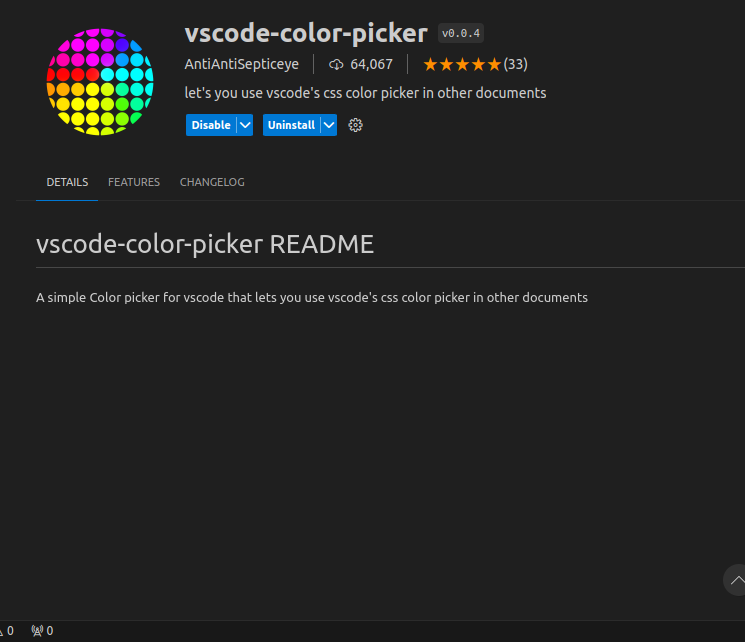 vscode-color-picker v0.0.4
AntiAntiSepticeye 64,067 (33)
let's you use vscode's css color picker in other documents
Disable Uninstall
DETAILS FEATURES CHANGELOG
vscode-color-picker README
A simple Color picker for vscode that lets you use vscode's css color picker in other documents
0 0